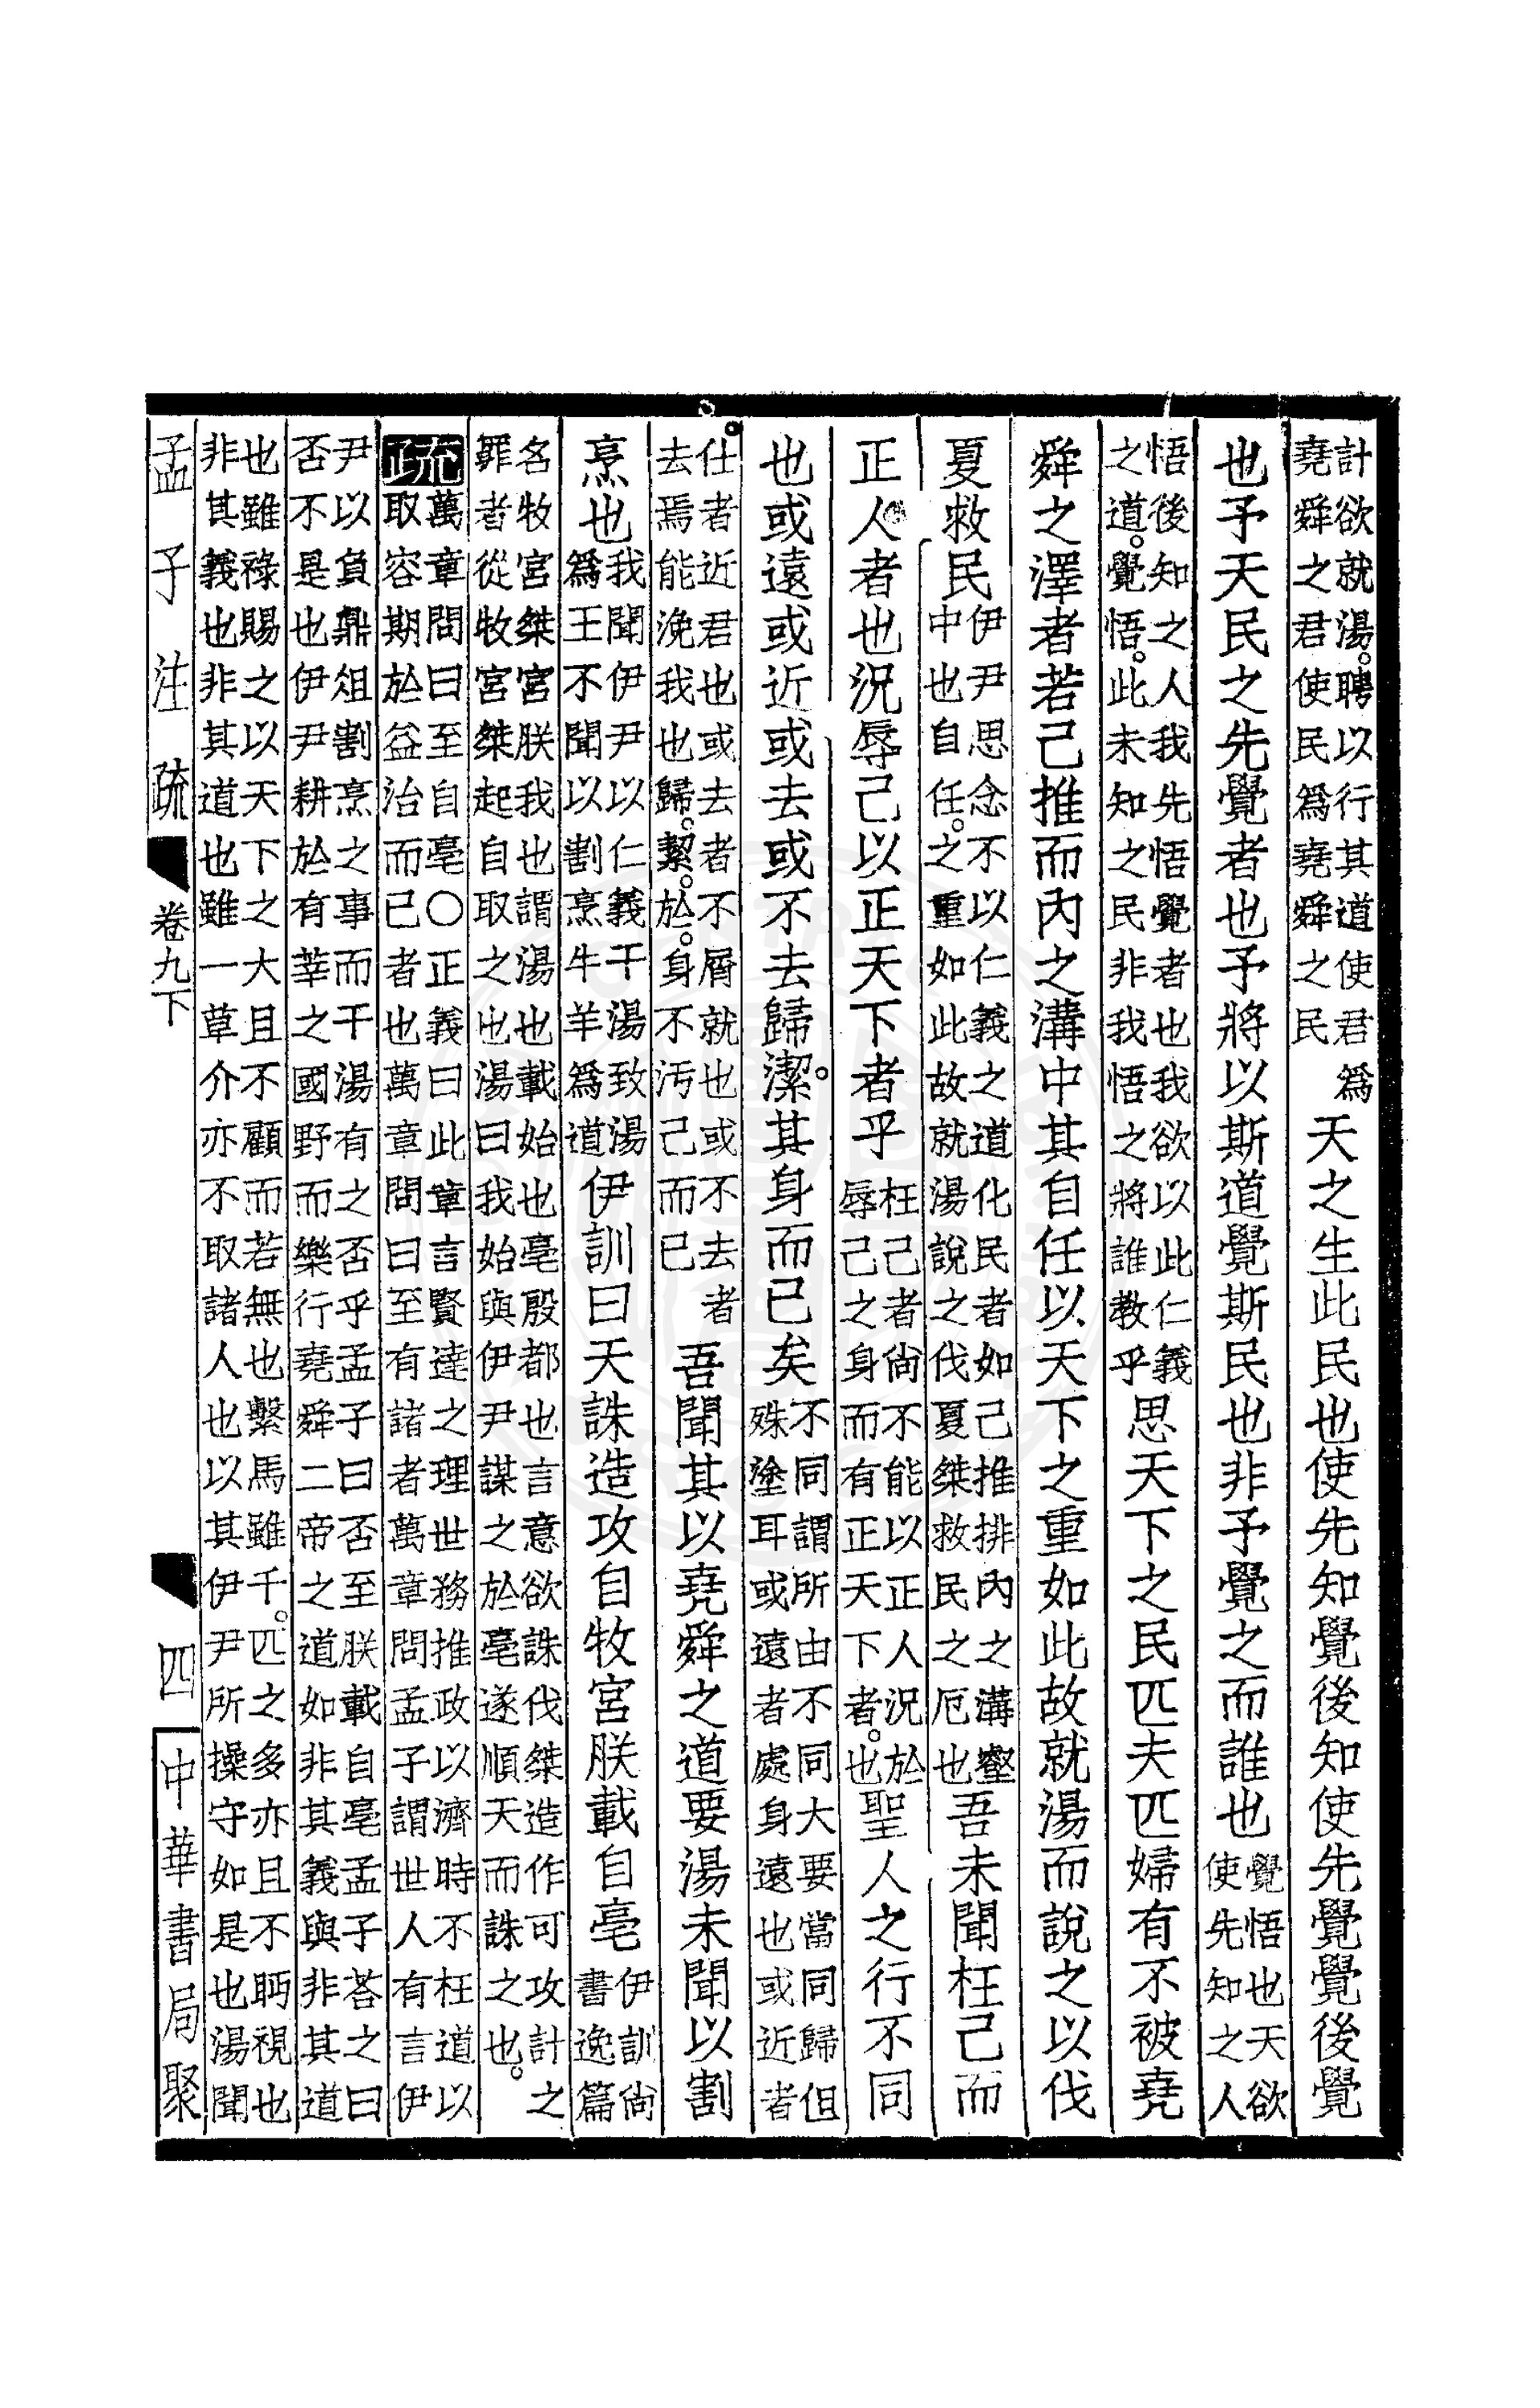 計欲就湯。聘以行其道使君爲
堯舜之君使民爲堯舜之民
天之生此民也使先知覺後知使先覺覺後覺
也予天民之先覺者也予將以斯道覺斯民也非予覺之而誰也
覺悟也天欲
使先知之人
悟後知之人我先悟覺者也我欲以此仁義
之道。覺悟。此未知之民非我悟之將誰教乎
思天下之民匹夫匹婦有不被堯
舜之澤者若己推而內之溝中其自任以天下之重如此故就湯而說之以伐
夏救民
伊尹思念不以仁義之道化民者如己推排內之溝壑
中也自任。之重如此故就湯說之伐夏桀救民之厄也
吾未聞枉己而
正人者也況辱己以正天下者乎
枉己者尚不能以正人況於
辱己之身而有正天下者。也
聖人之行不同
也或遠或近或去或不去歸潔。其身而已矣
不同謂所由不同大要當同歸但
殊塗耳或遠者處身遠也或近者
仕者近君也或去者不屑就也或不去者
去焉能浼我也歸。絜。於。身不汚己而已
吾聞其以堯舜之道要湯未聞以割
烹也
我聞伊尹以仁義干湯致湯
爲王不聞以割烹牛羊爲道
伊訓曰天誅造攻自牧宮朕載自亳
伊訓尚
書逸篇
名牧宮桀宮朕我也謂湯也載始也亳殷都也言意欲誅伐桀造作可攻計之
罪者從牧宮桀起自取之也湯曰我始與伊尹謀之於亳遂順天而誅之也。
疏
萬章問曰至自亳○正義曰此章言賢達之理世務推政以濟時不枉道以
取容期於益治而已者也萬章問曰至有諸者萬章問孟子謂世人有言伊
尹以負鼎俎割烹之事而干湯有之否乎孟子曰否至朕載自亳孟子荅之曰
否不是也伊尹耕於有莘之國野而樂行堯舜二帝之道如非其義與非其道
也雖祿賜之以天下之大且不顧而若無也繫馬雖千。匹之多亦且不眄視也
非其義也非其道也雖一草介亦不取諸人也以其伊尹所操守如是也湯聞
孟子注疏 卷九下 四 中華書局聚